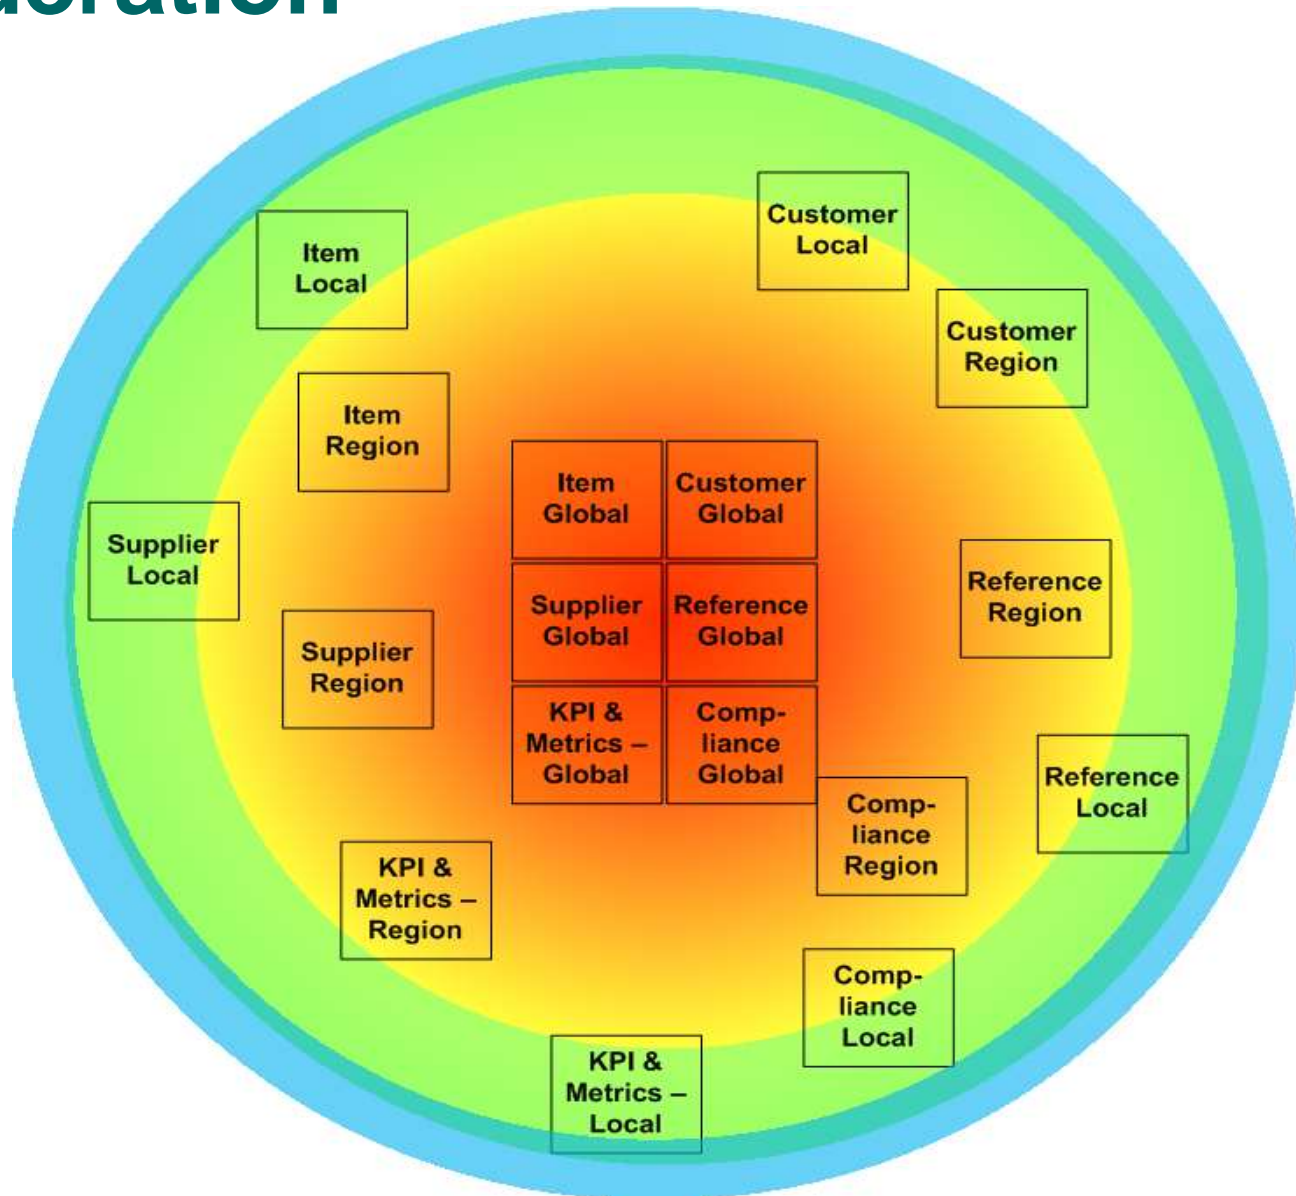 Customer
Local
Item
Local
Customer
Region
Item
Region
Item
Global
Customer
Global
Supplier
Local
Reference
Region
Supplier
Global
Reference
Global
Supplier
Region
KPI &
Metrics –
Global
Comp-
liance
Global
Reference
Local
Comp-
liance
Region
KPI &
Metrics –
Region
Comp-
liance
Local
KPI &
Metrics –
Local